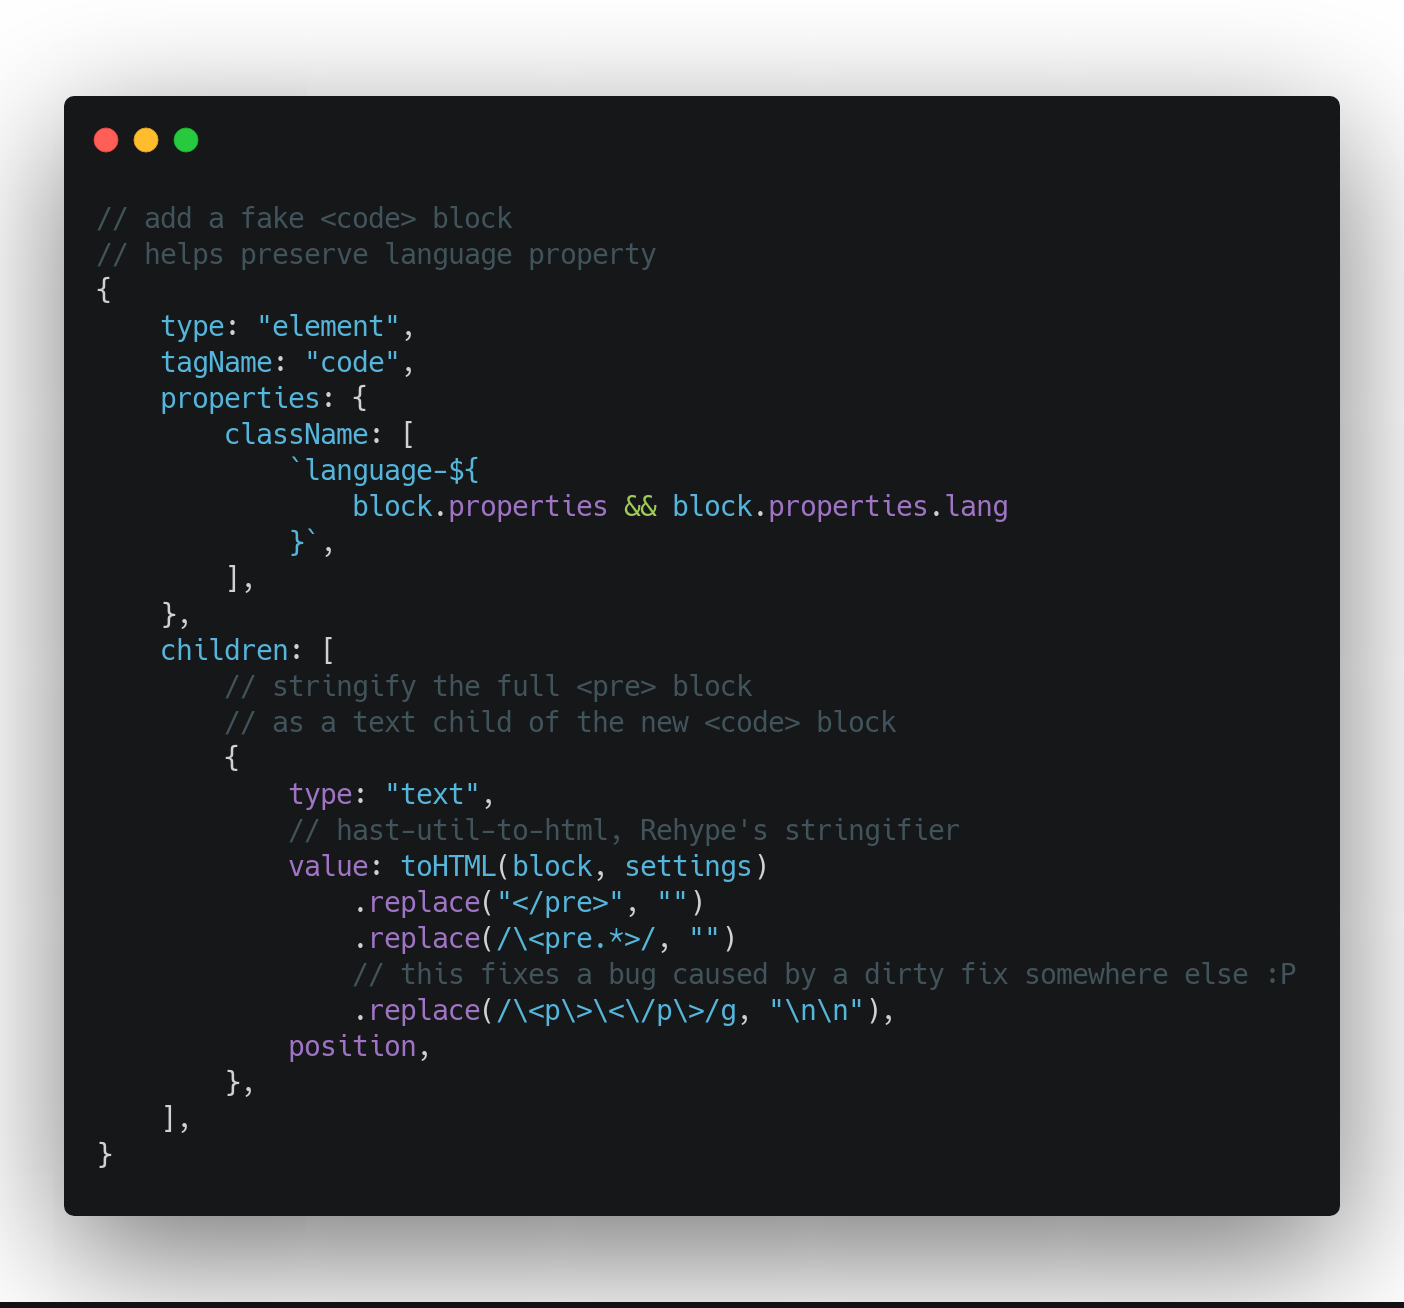 // add a fake <code> block
// helps preserve language property
{
    type: "element",
    tagName: "code",
    properties: {
        className: [
            `language-${
                block.properties && block.properties.lang
            }`,
        ],
    },
    children: [
        // stringify the full <pre> block
        // as a text child of the new <code> block
        {
            type: "text",
            // hast-util-to-html, Rehype's stringifier
            value: toHTML(block, settings)
                .replace("</pre>", "")
                .replace(/\<pre.*>/, "")
                // this fixes a bug caused by a dirty fix somewhere else :P
                .replace(/\<p\>\<\/p\>/g, "\n\n"),
            position,
        },
    ],
}